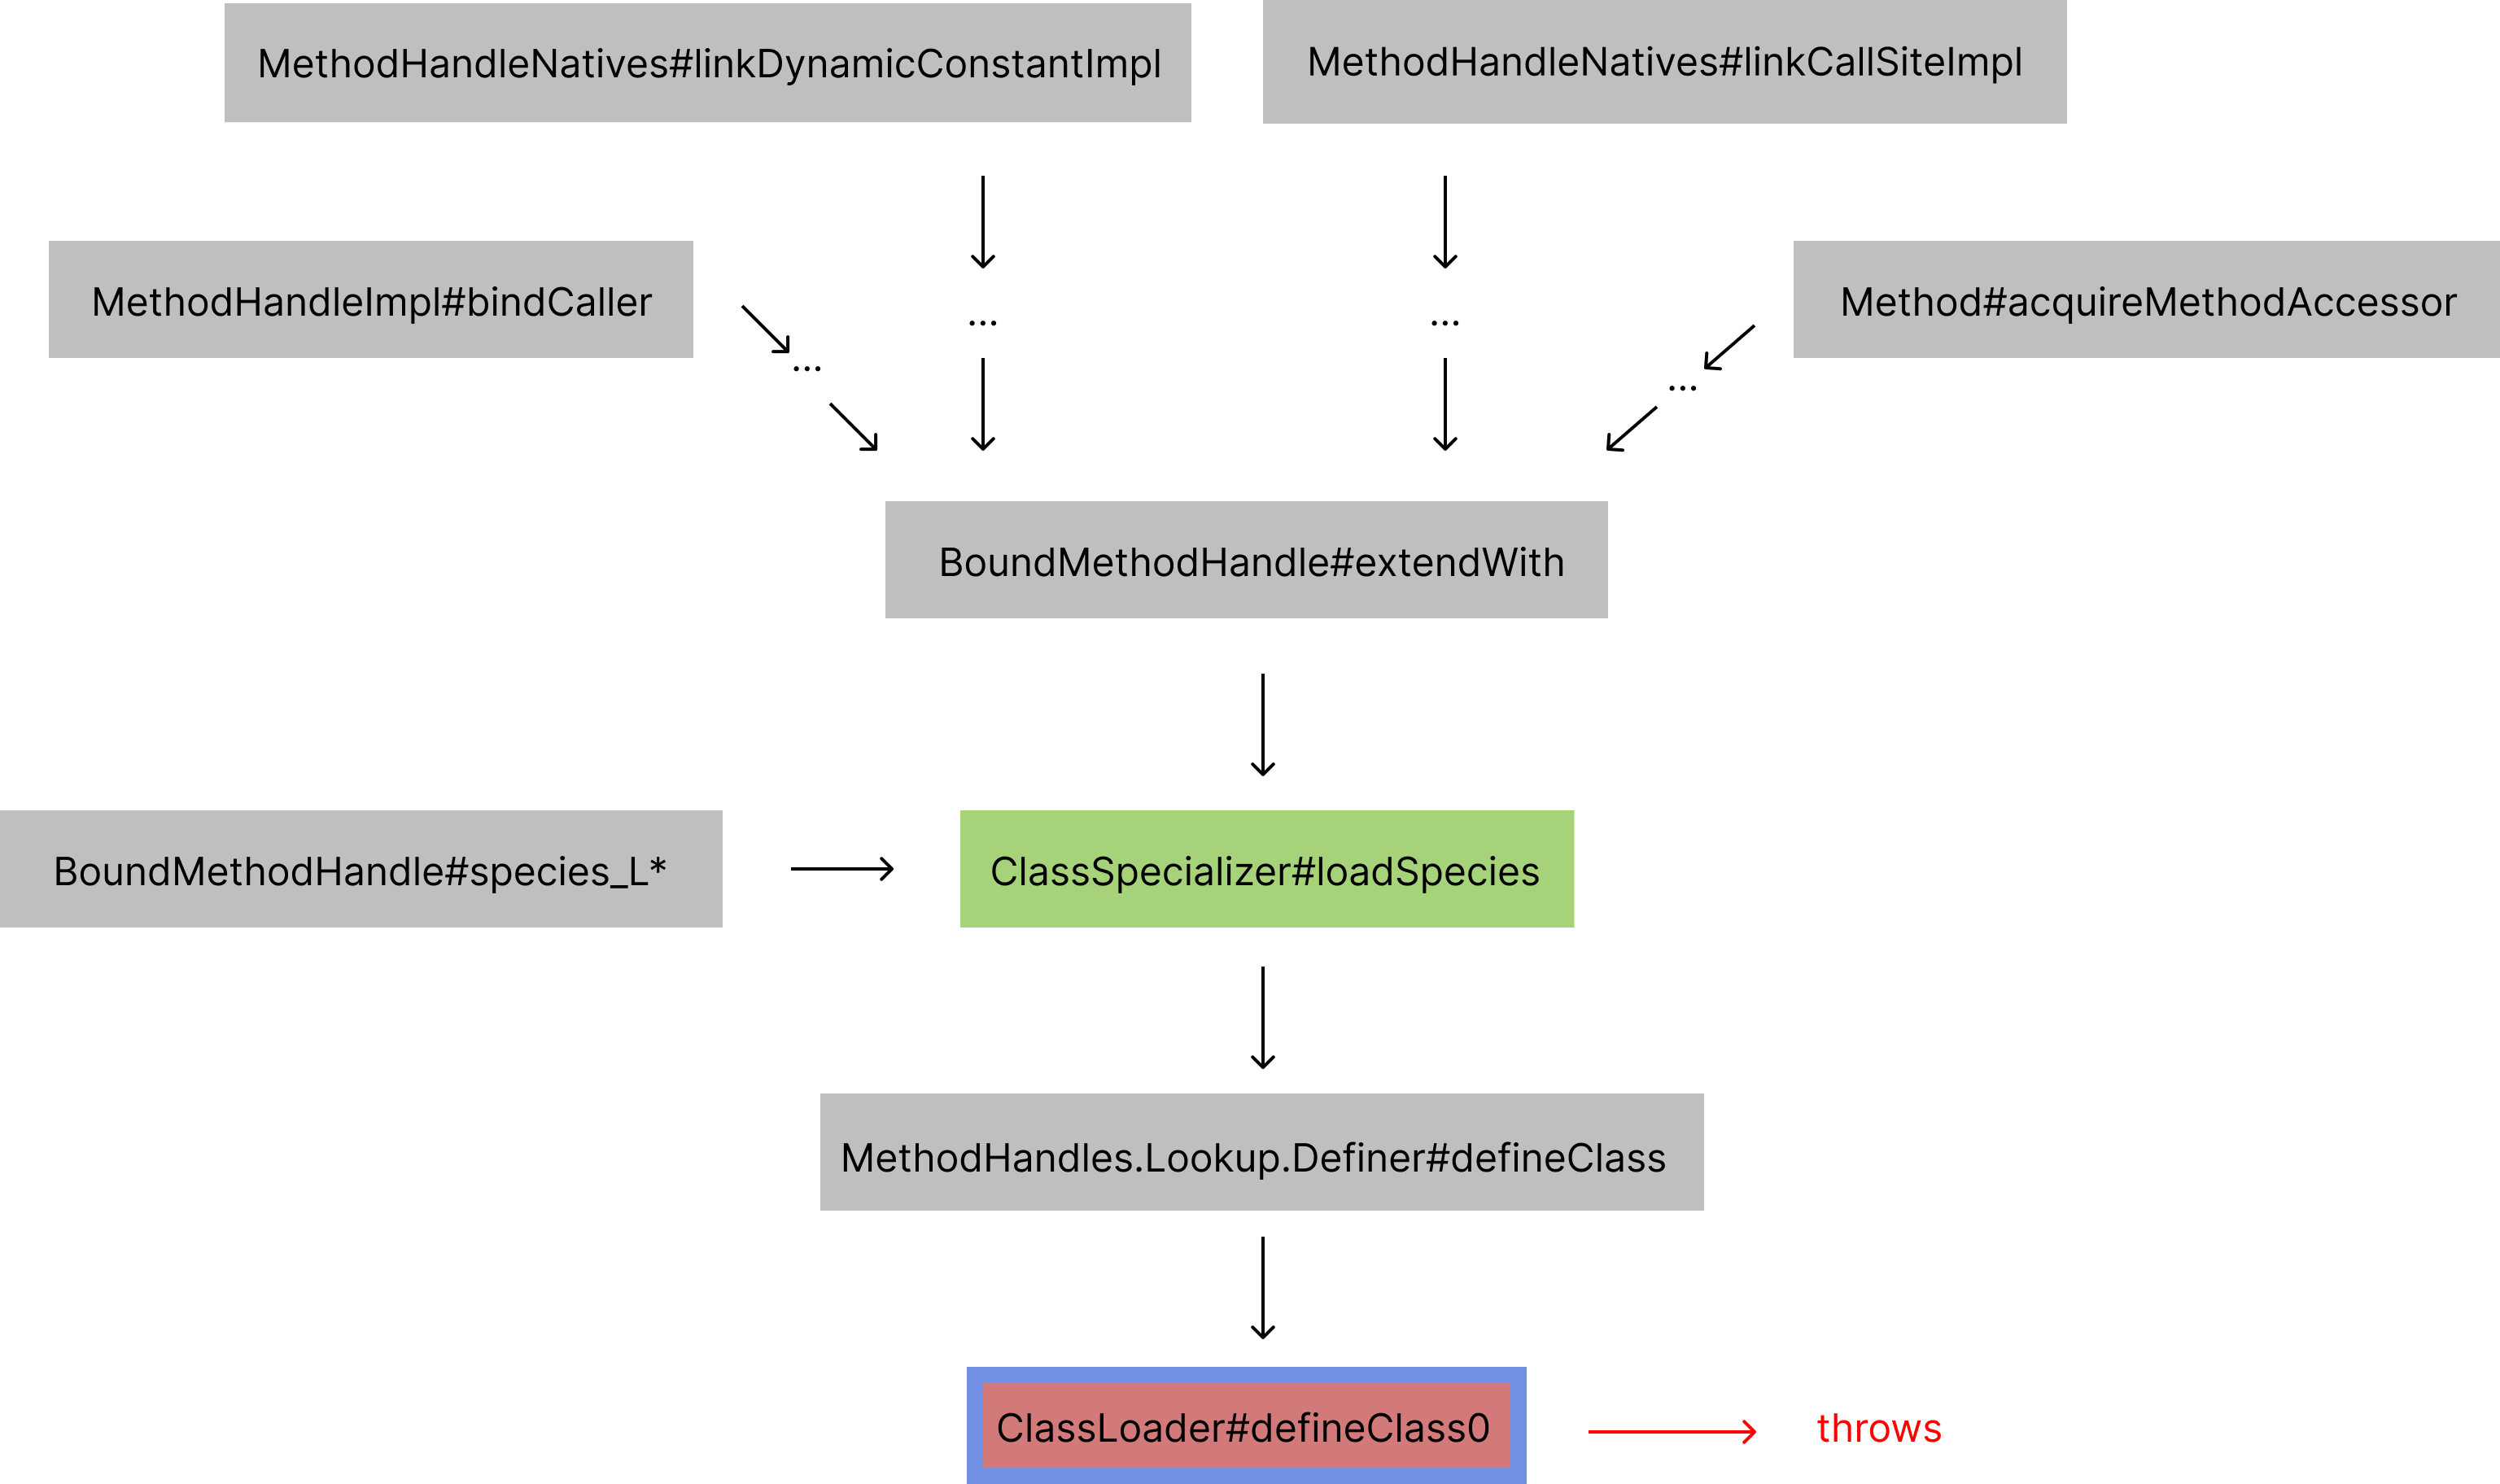 MethodHandleNatives#linkDynamicConstantImpl
MethodHandleNatives#linkCallSiteImpl
MethodHandleImpl#bindCaller
...
...
Method#acquireMethodAccessor
...
...
BoundMethodHandle#extendWith
BoundMethodHandle#species_L*
ClassSpecializer#loadSpecies
MethodHandles.Lookup.Definer#defineClass
ClassLoader#defineClass0
throws